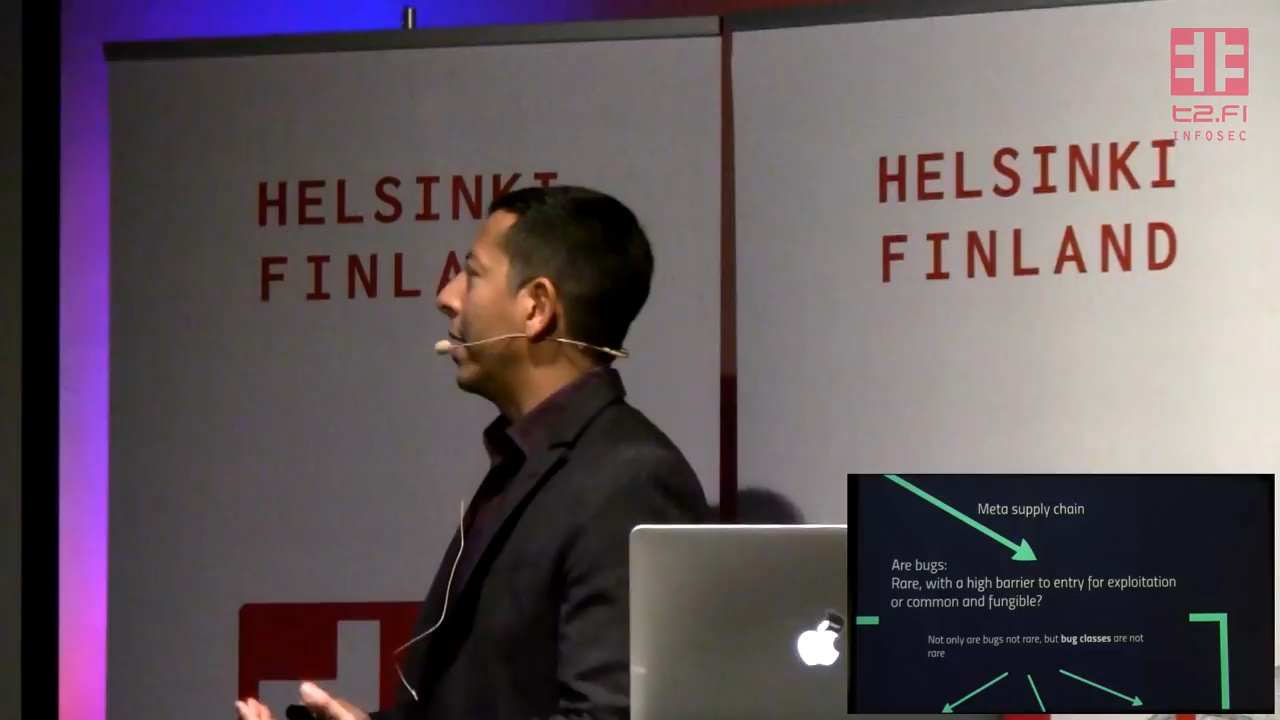 HELSINKI
FINLA
HELSINKI
FINLAND
t2.FI
INFOSEC
Meta supply chain
Are bugs:
Rare, with a high barrier to entry for exploitation
or common and fungible?
Not only are bugs not rare, but bug classes are not
rare